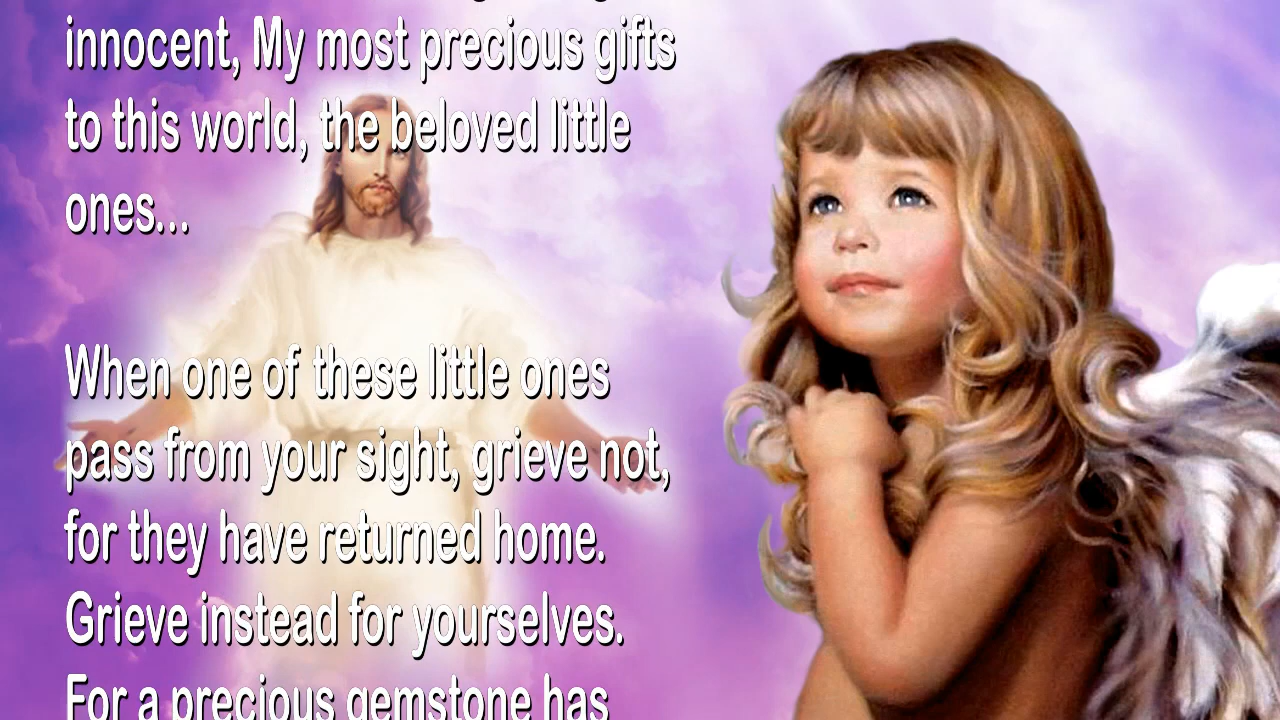 innocent, My most precious gifts
to this world, the beloved little
ones...
When one of these little ones
pass from your sight, grieve not,
for they have returned home.
Grieve instead for yourselves.
For a precious gemstone has